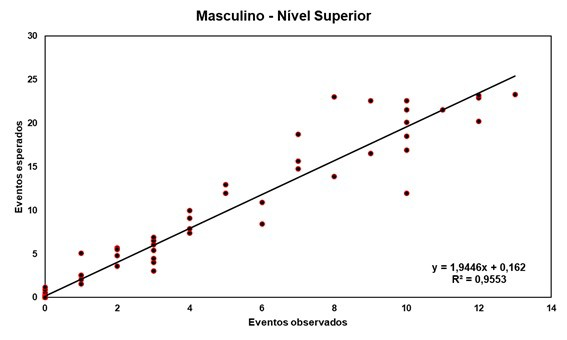 Masculino - Nível Superior
30
25
20
15
10
5
0
Eventos esperados
y = 1,9446x + 0,162
R² = 0,9553
0 2 4 6 8 10 12 14
Eventos observados